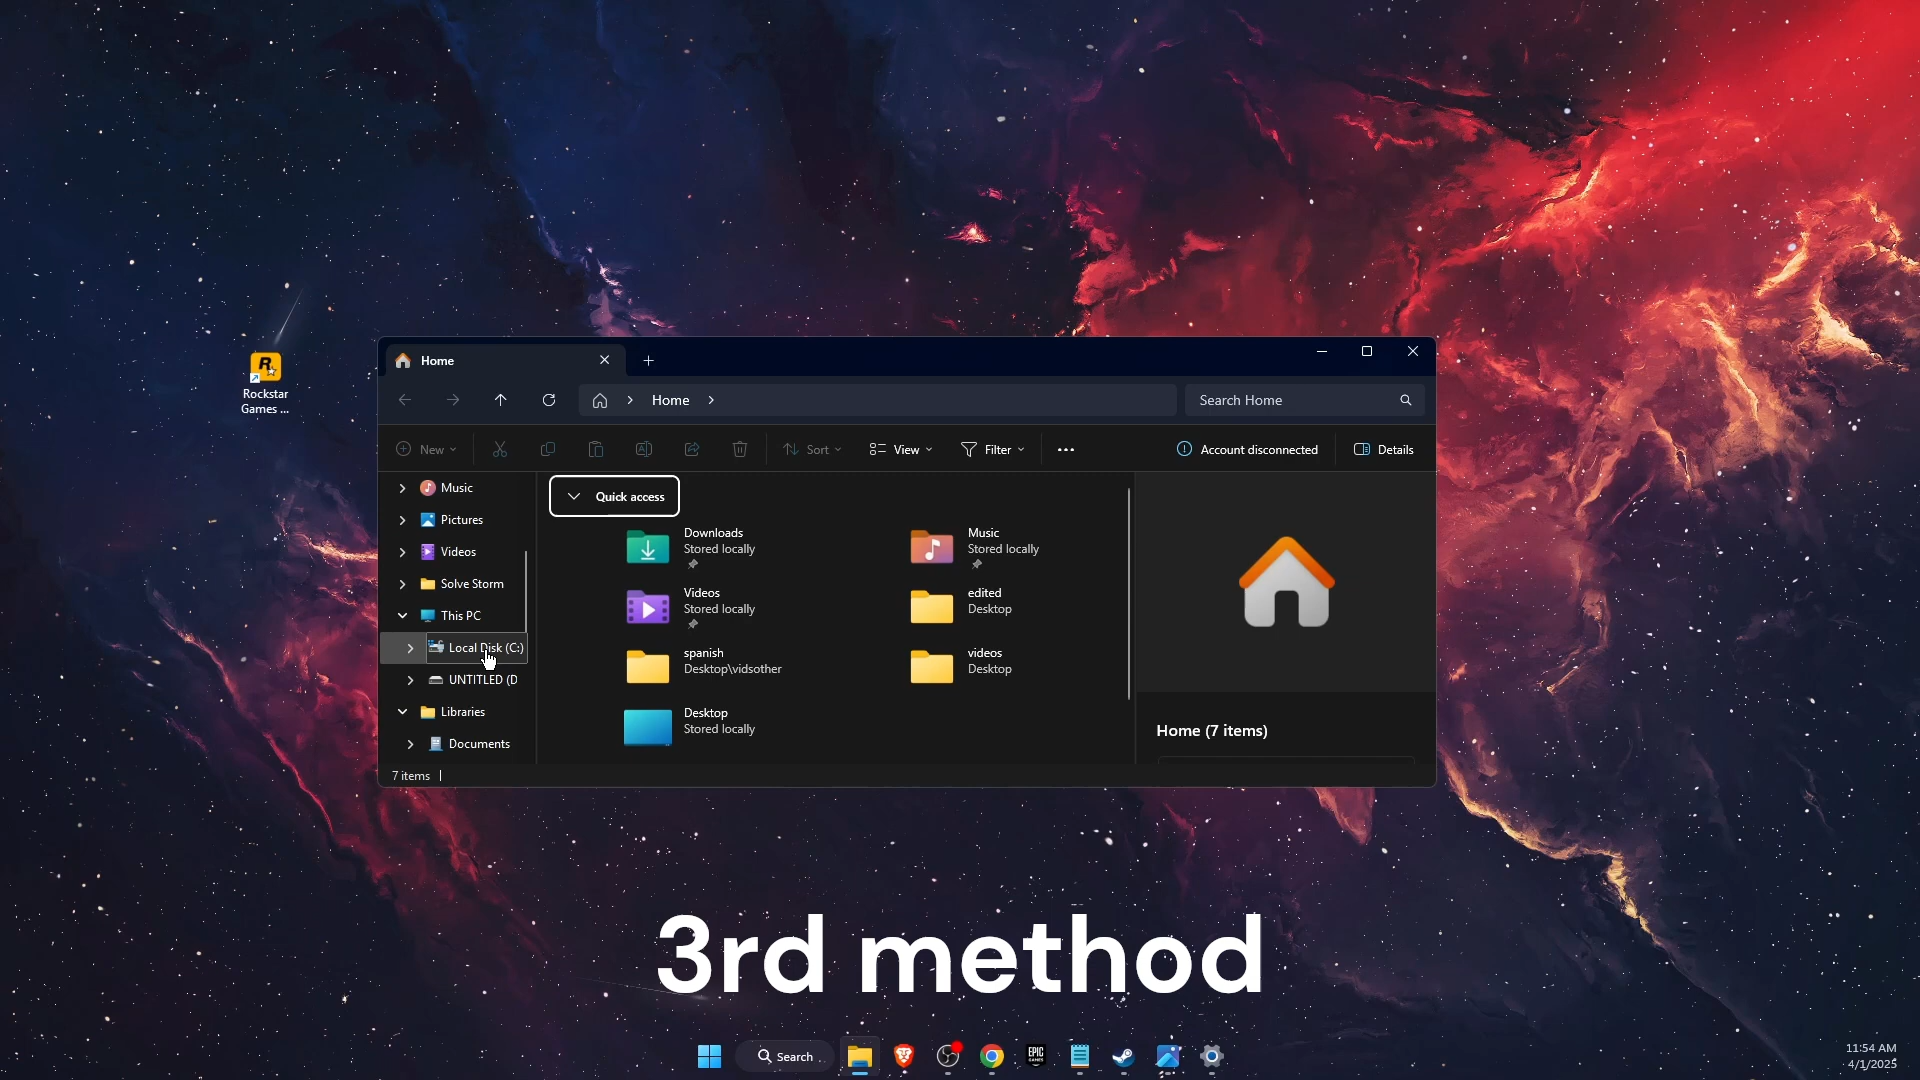 Rockstar
Games ...
Home
Home
Search Home
New
Sort
View
Filter
Account disconnected
Details
Music
Pictures
Videos
Solve Storm
This PC
Local Disk (C:)
UNTITLED (D
Libraries
Documents
Quick access
Downloads
Stored locally
Music
Stored locally
Videos
Stored locally
edited
Desktop
spanish
Desktop\vidsother
videos
Desktop
Desktop
Stored locally
Home (7 items)
7 items
3rd method
Search
EPIC
GAMES
11:54 AM
4/1/2025